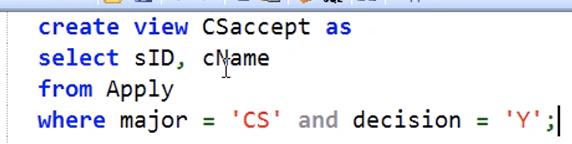 create view CSaccept as
select sID, cName
from Apply
where major = 'CS' and decision = 'Y';